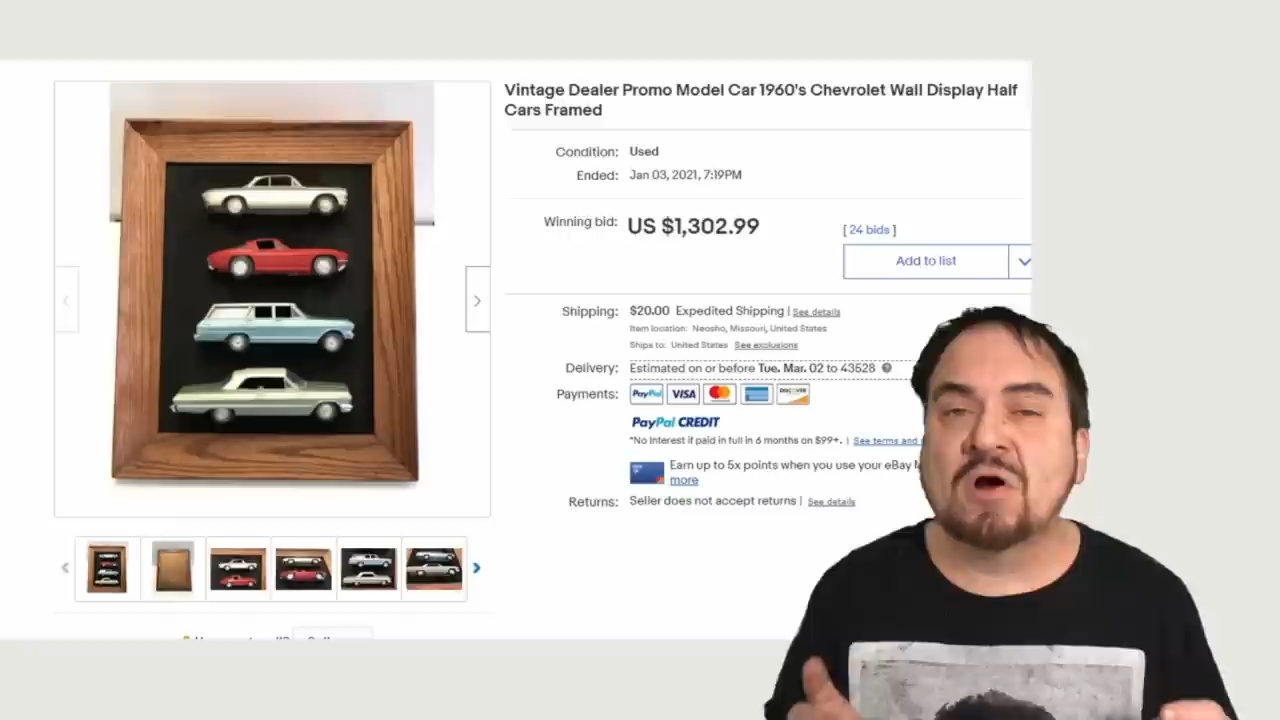 Vintage Dealer Promo Model Car 1960's Chevrolet Wall Display Half
Cars Framed
Condition: Used
Ended: Jan 03, 2021, 7:19PM
Winning bid: US $1,302.99 [ 24 bids ]
Add to list
Shipping: $20.00 Expedited Shipping | See details
Item location: Neosho, Missouri, United States
Ships to: United States See exclusions
Delivery: Estimated on or before Tue. Mar. 02 to 43528
Payments: PayPal VISA DISCOVER
PayPal CREDIT
*No Interest if paid in full in 6 months on $99+. | See terms and
Earn up to 5x points when you use your eBay
more
Returns: Seller does not accept returns | See details